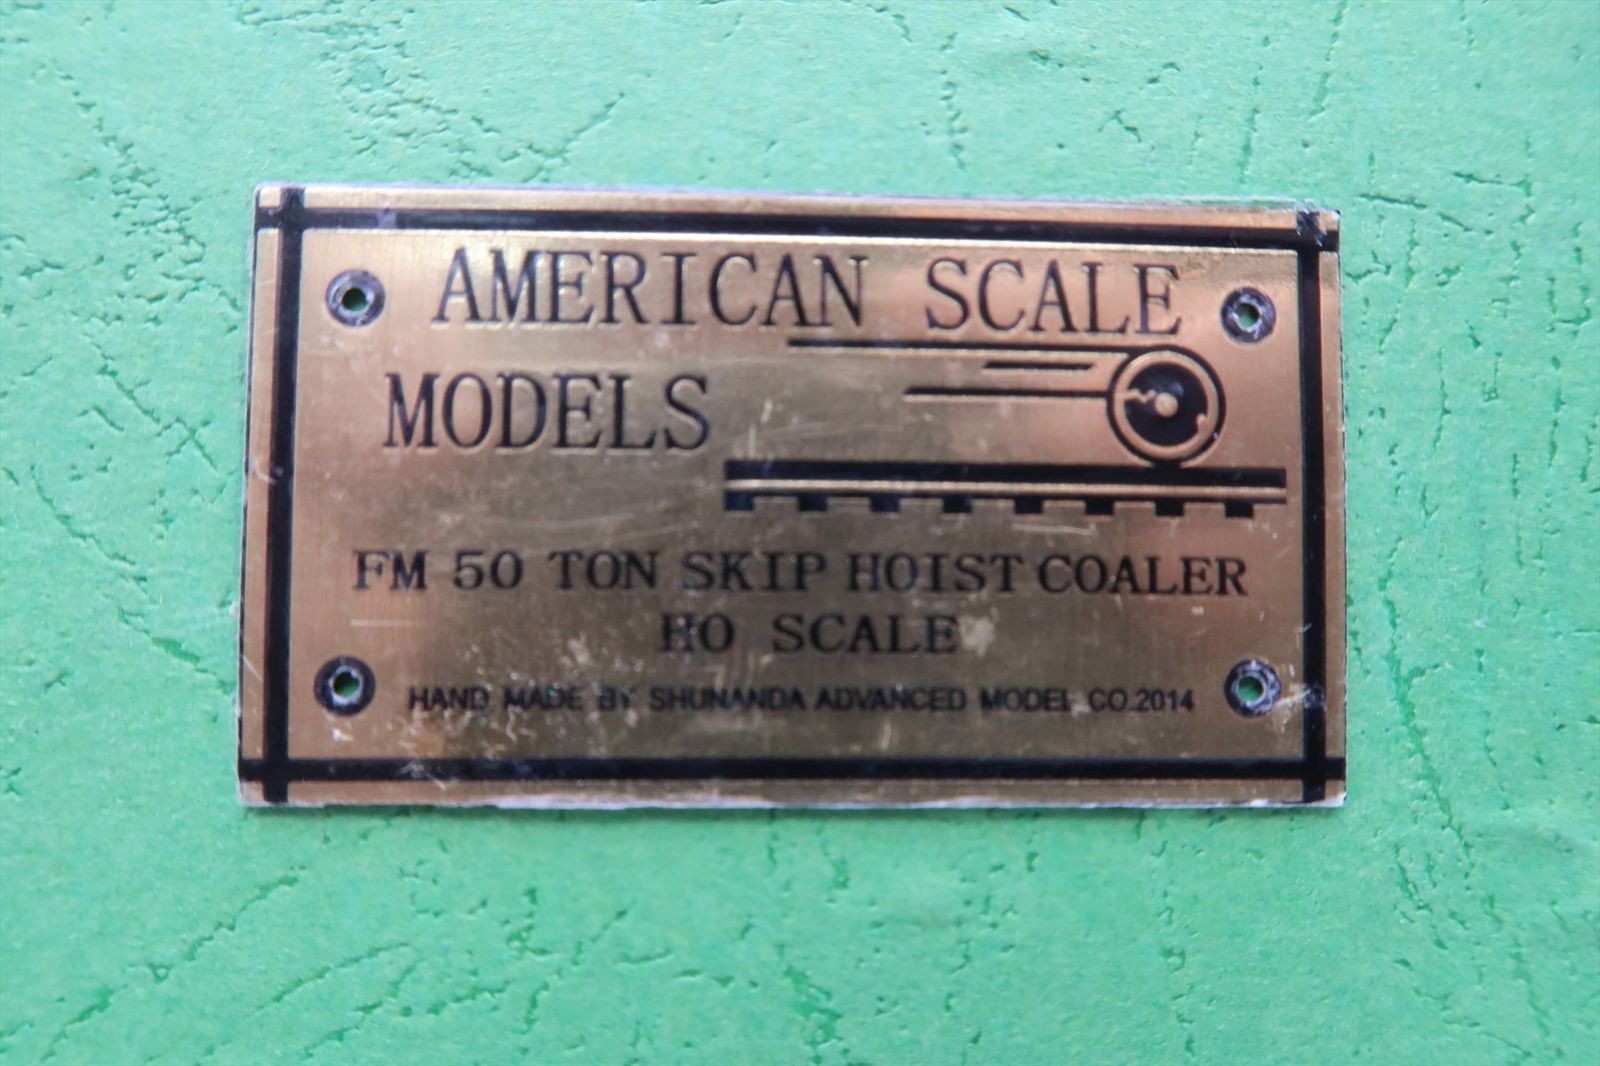 AMERICAN SCALE
MODELS
FM 50 TON SKIP HOIST COALER
HO SCALE
HAND MADE BY SHUNANDA ADVANCED MODEL CO.2014